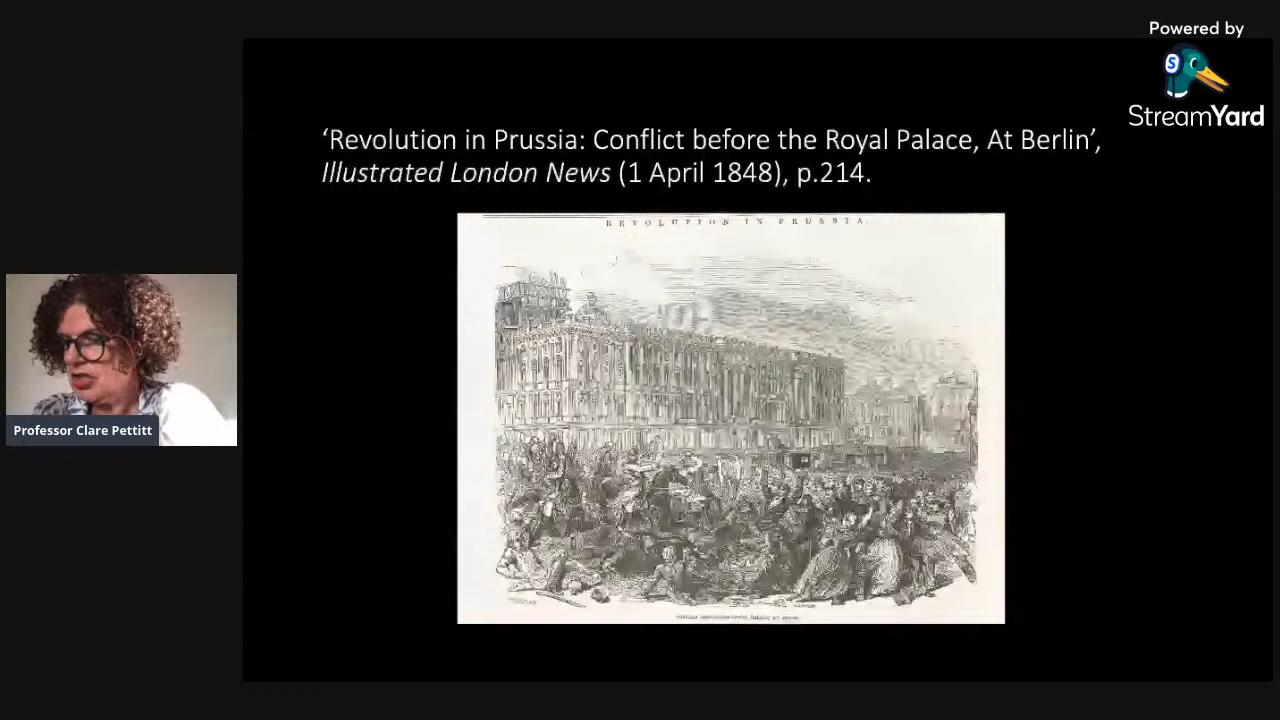 Powered by
StreamYard
‘Revolution in Prussia: Conflict before the Royal Palace, At Berlin’,
Illustrated London News (1 April 1848), p.214.
REVOLUTION IN PRUSSIA.
Professor Clare Pettitt